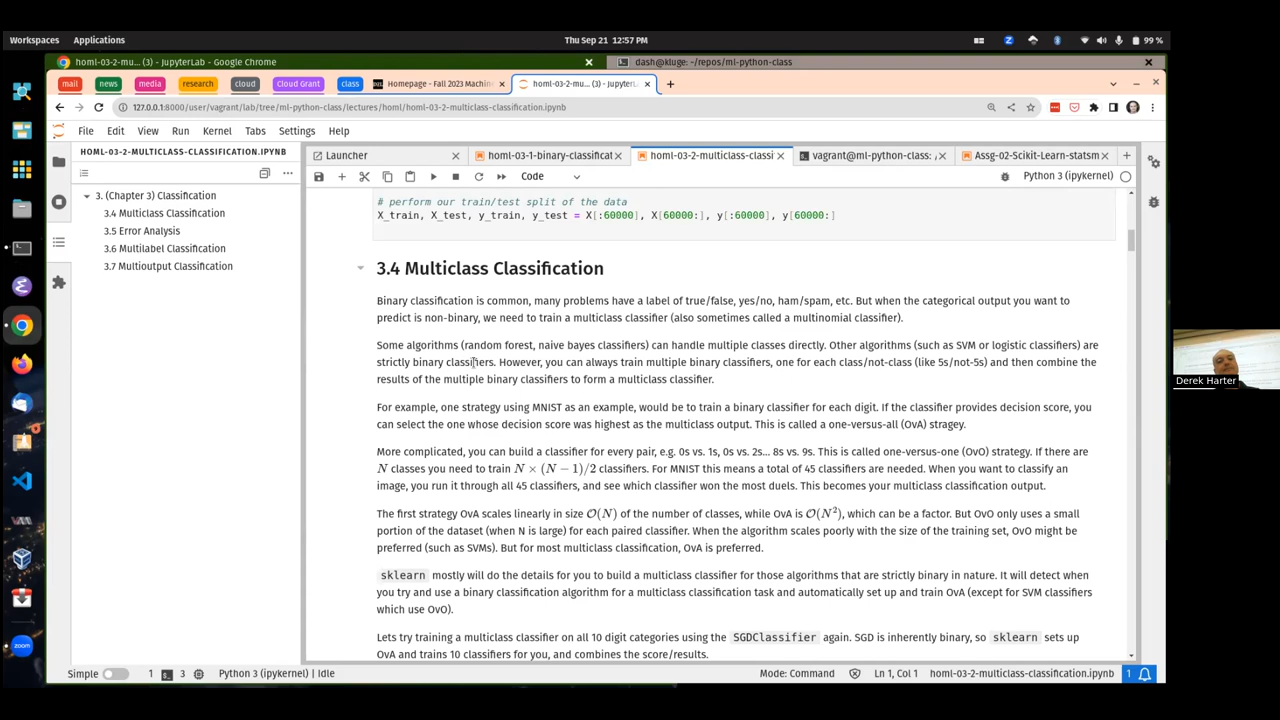 Workspaces Applications Thu Sep 21 12:57 PM 99 %
homl-03-2-mu... (3) - JupyterLab - Google Chrome dash@kluge: ~/repos/ml-python-class
mail news media research cloud Cloud Grant class Homepage - Fall 2023 Machin homl-03-2-mu... (3) - JupyterL
127.0.0.1:8000/user/vagrant/lab/tree/ml-python-class/lectures/homl/homl-03-2-multiclass-classification.ipynb
File Edit View Run Kernel Tabs Settings Help
HOML-03-2-MULTICLASS-CLASSIFICATION.IPYNB
Launcher homl-03-1-binary-classificat homl-03-2-multiclass-classi vagrant@ml-python-class: / Assg-02-Scikit-Learn-statsm
Code Python 3 (ipykernel)
3. (Chapter 3) Classification
3.4 Multiclass Classification
3.5 Error Analysis
3.6 Multilabel Classification
3.7 Multioutput Classification
# perform our train/test split of the data
X_train, X_test, y_train, y_test = X[:60000], X[60000:], y[:60000], y[60000:]
3.4 Multiclass Classification
Binary classification is common, many problems have a label of true/false, yes/no, ham/spam, etc. But when the categorical output you want to
predict is non-binary, we need to train a multiclass classifier (also sometimes called a multinomial classifier).
Some algorithms (random forest, naive bayes classifiers) can handle multiple classes directly. Other algorithms (such as SVM or logistic classifiers) are
strictly binary classifiers. However, you can always train multiple binary classifiers, one for each class/not-class (like 5s/not-5s) and then combine the
results of the multiple binary classifiers to form a multiclass classifier.
For example, one strategy using MNIST as an example, would be to train a binary classifier for each digit. If the classifier provides decision score, you
can select the one whose decision score was highest as the multiclass output. This is called a one-versus-all (OvA) stragey.
More complicated, you can build a classifier for every pair, e.g. 0s vs. 1s, 0s vs. 2s... 8s vs. 9s. This is called one-versus-one (OvO) strategy. If there are
N classes you need to train N × (N − 1)/2 classifiers. For MNIST this means a total of 45 classifiers are needed. When you want to classify an
image, you run it through all 45 classifiers, and see which classifier won the most duels. This becomes your multiclass classification output.
The first strategy OvA scales linearly in size O(N) of the number of classes, while OvA is O(N²), which can be a factor. But OvO only uses a small
portion of the dataset (when N is large) for each paired classifier. When the algorithm scales poorly with the size of the training set, OvO might be
preferred (such as SVMs). But for most multiclass classification, OvA is preferred.
sklearn mostly will do the details for you to build a multiclass classifier for those algorithms that are strictly binary in nature. It will detect when
you try and use a binary classification algorithm for a multiclass classification task and automatically set up and train OvA (except for SVM classifiers
which use OvO).
Lets try training a multiclass classifier on all 10 digit categories using the SGDClassifier again. SGD is inherently binary, so sklearn sets up
OvA and trains 10 classifiers for you, and combines the score/results.
Derek Harter
Simple 1 3 Python 3 (ipykernel) | Idle Mode: Command Ln 1, Col 1 homl-03-2-multiclass-classification.ipynb 1
zoom